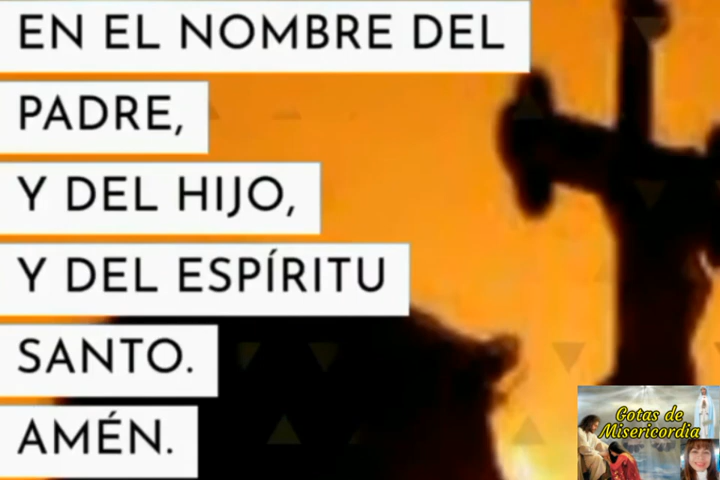 EN EL NOMBRE DEL
PADRE,
Y DEL HIJO,
Y DEL ESPÍRITU
SANTO.
AMÉN.
Gotas de
Misericordia